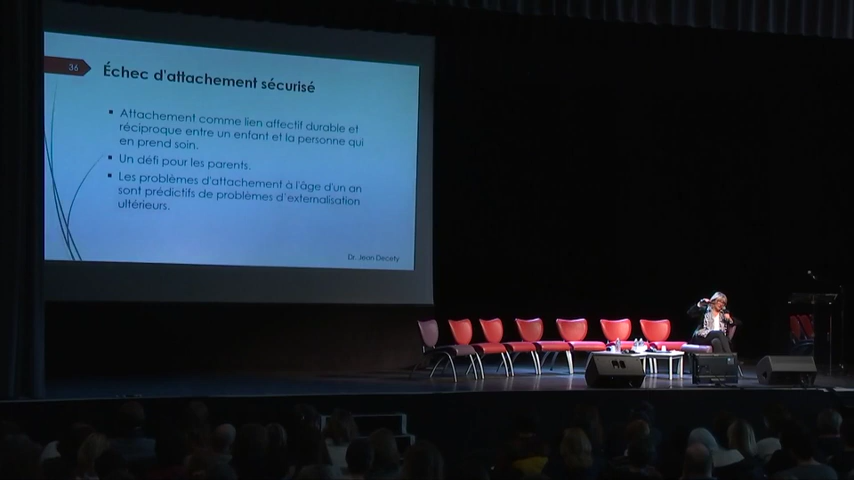 36
Échec d'attachement sécurisé
▪ Attachement comme lien affectif durable et
réciproque entre un enfant et la personne qui
en prend soin.
▪ Un défi pour les parents.
▪ Les problèmes d'attachement à l'âge d'un an
sont prédictifs de problèmes d'externalisation
ultérieurs.
Dr. Jean Decety